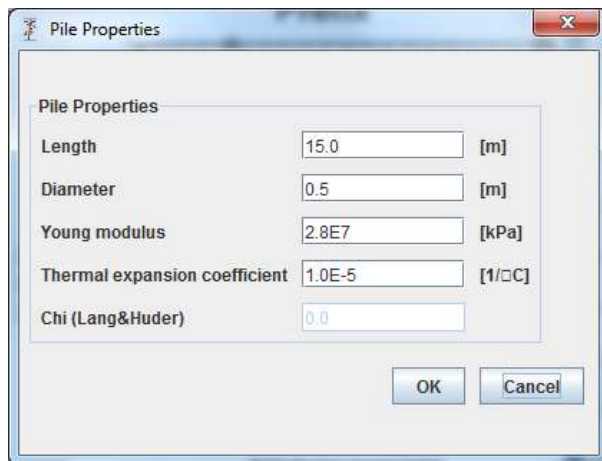 Pile Properties
Pile Properties
Length 15.0 [m]
Diameter 0.5 [m]
Young modulus 2.8E7 [kPa]
Thermal expansion coefficient 1.0E-5 [1/□C]
Chi (Lang&Huder) 0.0
OK Cancel